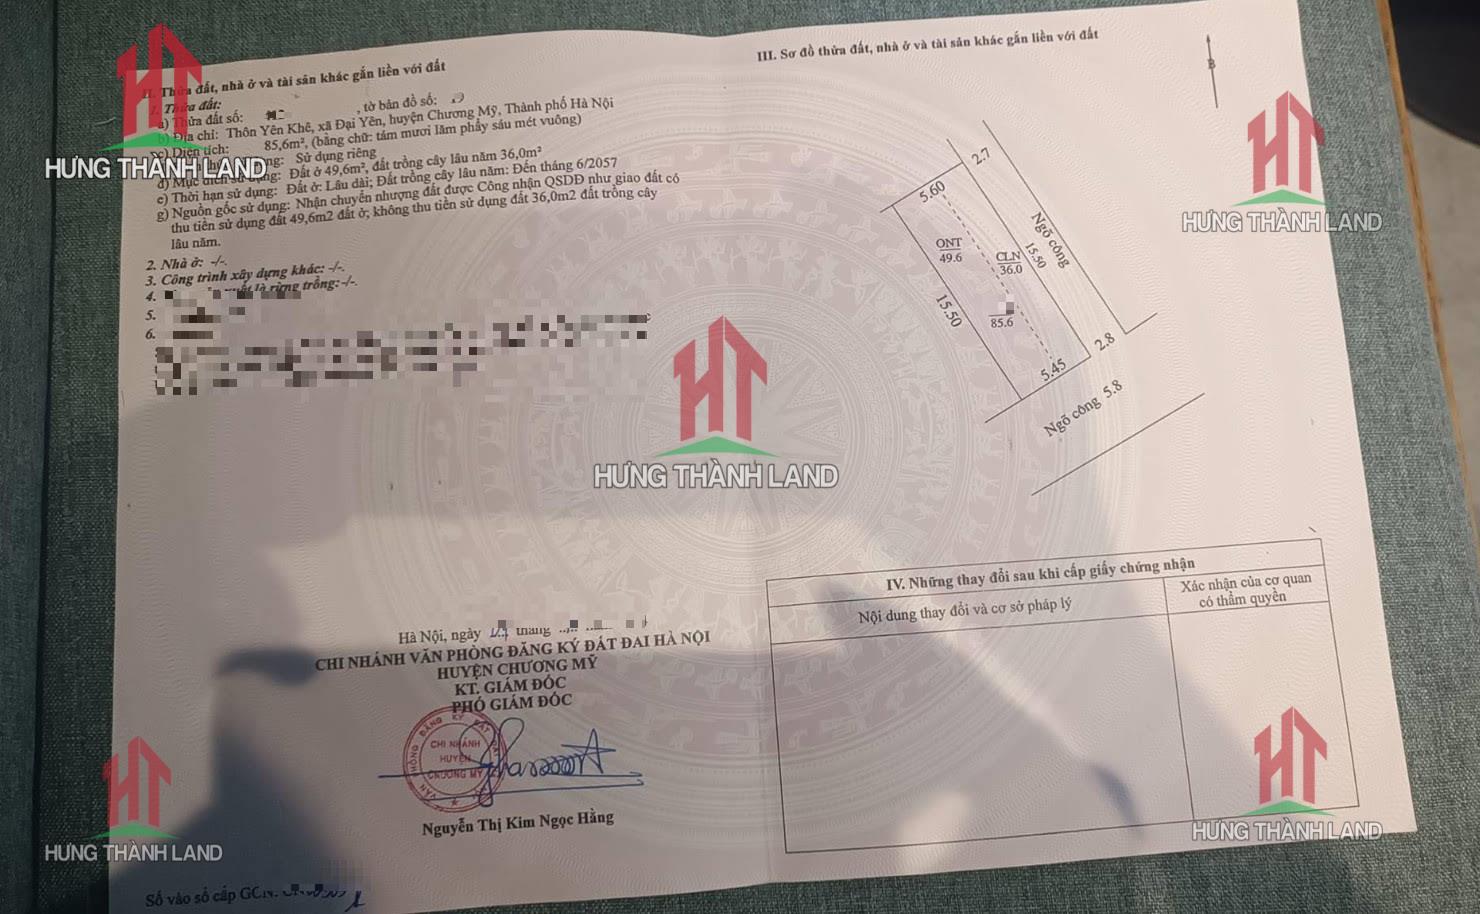 II. Thửa đất, nhà ở và tài sản khác gắn liền với đất
1. Thửa đất:
a) Thửa đất số: , tờ bản đồ số:
b) Địa chỉ: Thôn Yên Khê, xã Đại Yên, huyện Chương Mỹ, Thành phố Hà Nội
c) Diện tích: 85,6m², (bằng chữ: tám mươi lăm phẩy sáu mét vuông)
Sử dụng riêng
đ) Mục đích sử dụng: Đất ở 49,6m², đất trồng cây lâu năm 36,0m²
e) Thời hạn sử dụng: Đất ở: Lâu dài; Đất trồng cây lâu năm: Đến tháng 6/2057
g) Nguồn gốc sử dụng: Nhận chuyển nhượng đất được Công nhận QSDĐ như giao đất có
thu tiền sử dụng đất 49,6m2 đất ở; không thu tiền sử dụng đất 36,0m2 đất trồng cây
lâu năm.
2. Nhà ở: -/-.
3. Công trình xây dựng khác: -/-.
4. là rừng trồng: -/-.
5.
6.
Hà Nội, ngày tháng
CHI NHÁNH VĂN PHÒNG ĐĂNG KÝ ĐẤT ĐAI HÀ NỘI
HUYỆN CHƯƠNG MỸ
KT. GIÁM ĐỐC
PHÓ GIÁM ĐỐC
CHI NHÁNH
HUYỆN
CHƯƠNG MỸ
Nguyễn Thị Kim Ngọc Hằng
Số vào sổ cấp GCN:
III. Sơ đồ thửa đất, nhà ở và tài sản khác gắn liền với đất
B
2.7
5.60
Ngõ công
15.50
ONT
49.6
CLN
36.0
15.50
85.6
2.8
5.45
Ngõ công 5.8
IV. Những thay đổi sau khi cấp giấy chứng nhận
Nội dung thay đổi và cơ sở pháp lý
Xác nhận của cơ quan
có thẩm quyền
HT
HƯNG THÀNH LAND
HT
HƯNG THÀNH LAND
HT
HƯNG THÀNH LAND
HT
HƯNG THÀNH LAND
HT
HƯNG THÀNH LAND